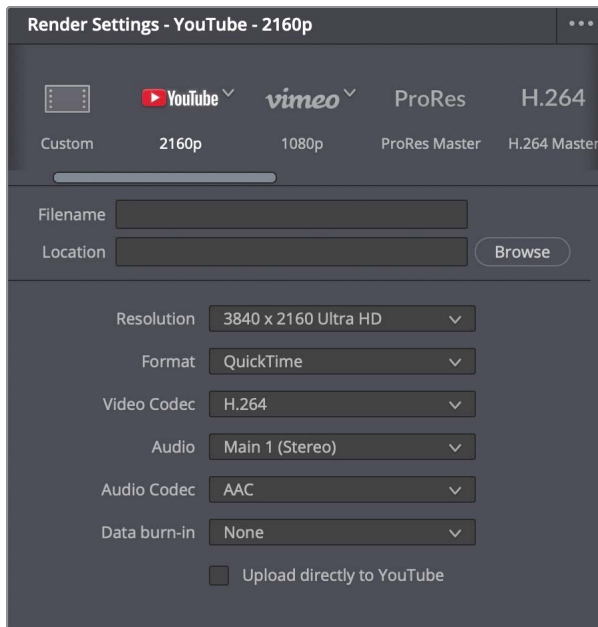 Render Settings - YouTube - 2160p
YouTube vimeo ProRes H.264
Custom 2160p 1080p ProRes Master H.264 Master
Filename
Location Browse
Resolution 3840 x 2160 Ultra HD
Format QuickTime
Video Codec H.264
Audio Main 1 (Stereo)
Audio Codec AAC
Data burn-in None
Upload directly to YouTube